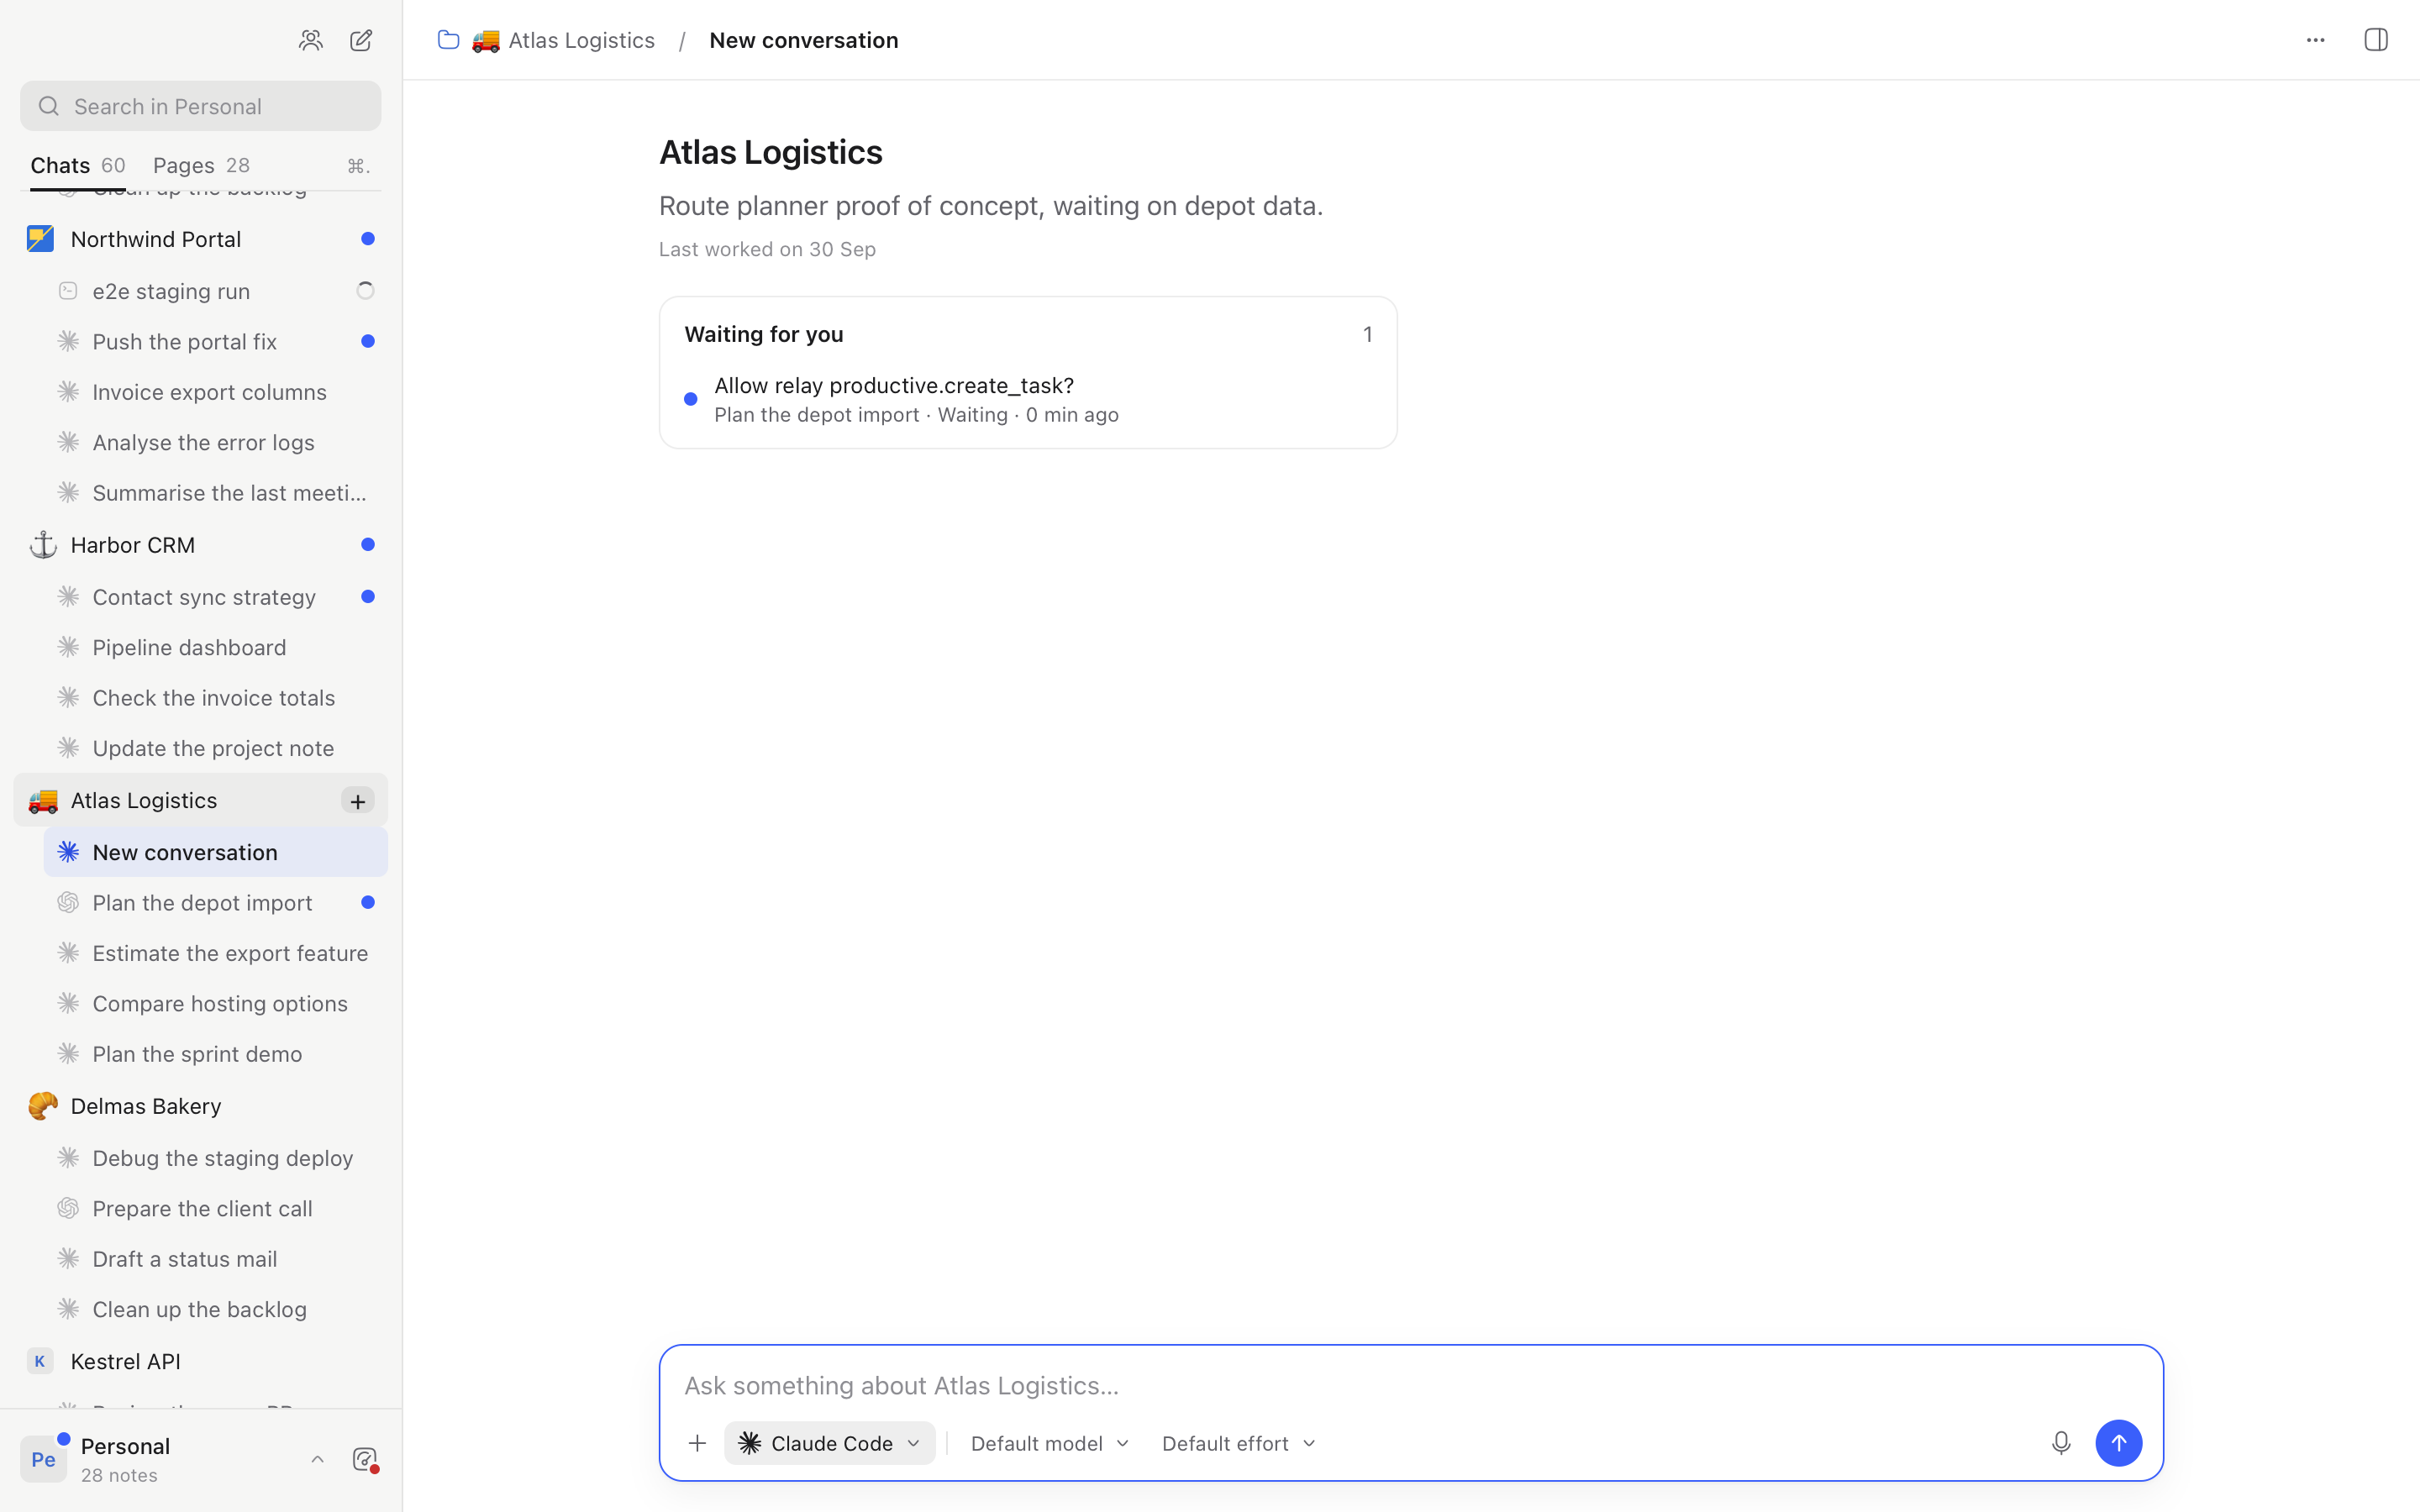 Search in Personal
Chats 60 Pages 28 ⌘.
Clean up the backlog
Northwind Portal
e2e staging run
Push the portal fix
Invoice export columns
Analyse the error logs
Summarise the last meeti...
Harbor CRM
Contact sync strategy
Pipeline dashboard
Check the invoice totals
Update the project note
Atlas Logistics
New conversation
Plan the depot import
Estimate the export feature
Compare hosting options
Plan the sprint demo
Delmas Bakery
Debug the staging deploy
Prepare the client call
Draft a status mail
Clean up the backlog
K Kestrel API
Pe Personal
28 notes
Atlas Logistics / New conversation
Atlas Logistics
Route planner proof of concept, waiting on depot data.
Last worked on 30 Sep
Waiting for you 1
Allow relay productive.create_task?
Plan the depot import · Waiting · 0 min ago
Ask something about Atlas Logistics...
Claude Code Default model Default effort